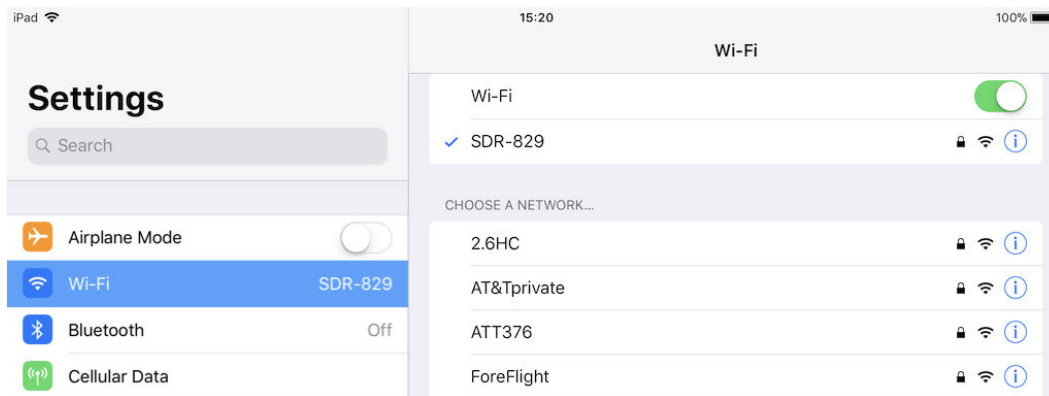 iPad 15:20 100%
Settings
Search
Airplane Mode
Wi-Fi SDR-829
Bluetooth Off
Cellular Data
Wi-Fi
Wi-Fi
SDR-829
CHOOSE A NETWORK...
2.6HC
AT&Tprivate
ATT376
ForeFlight